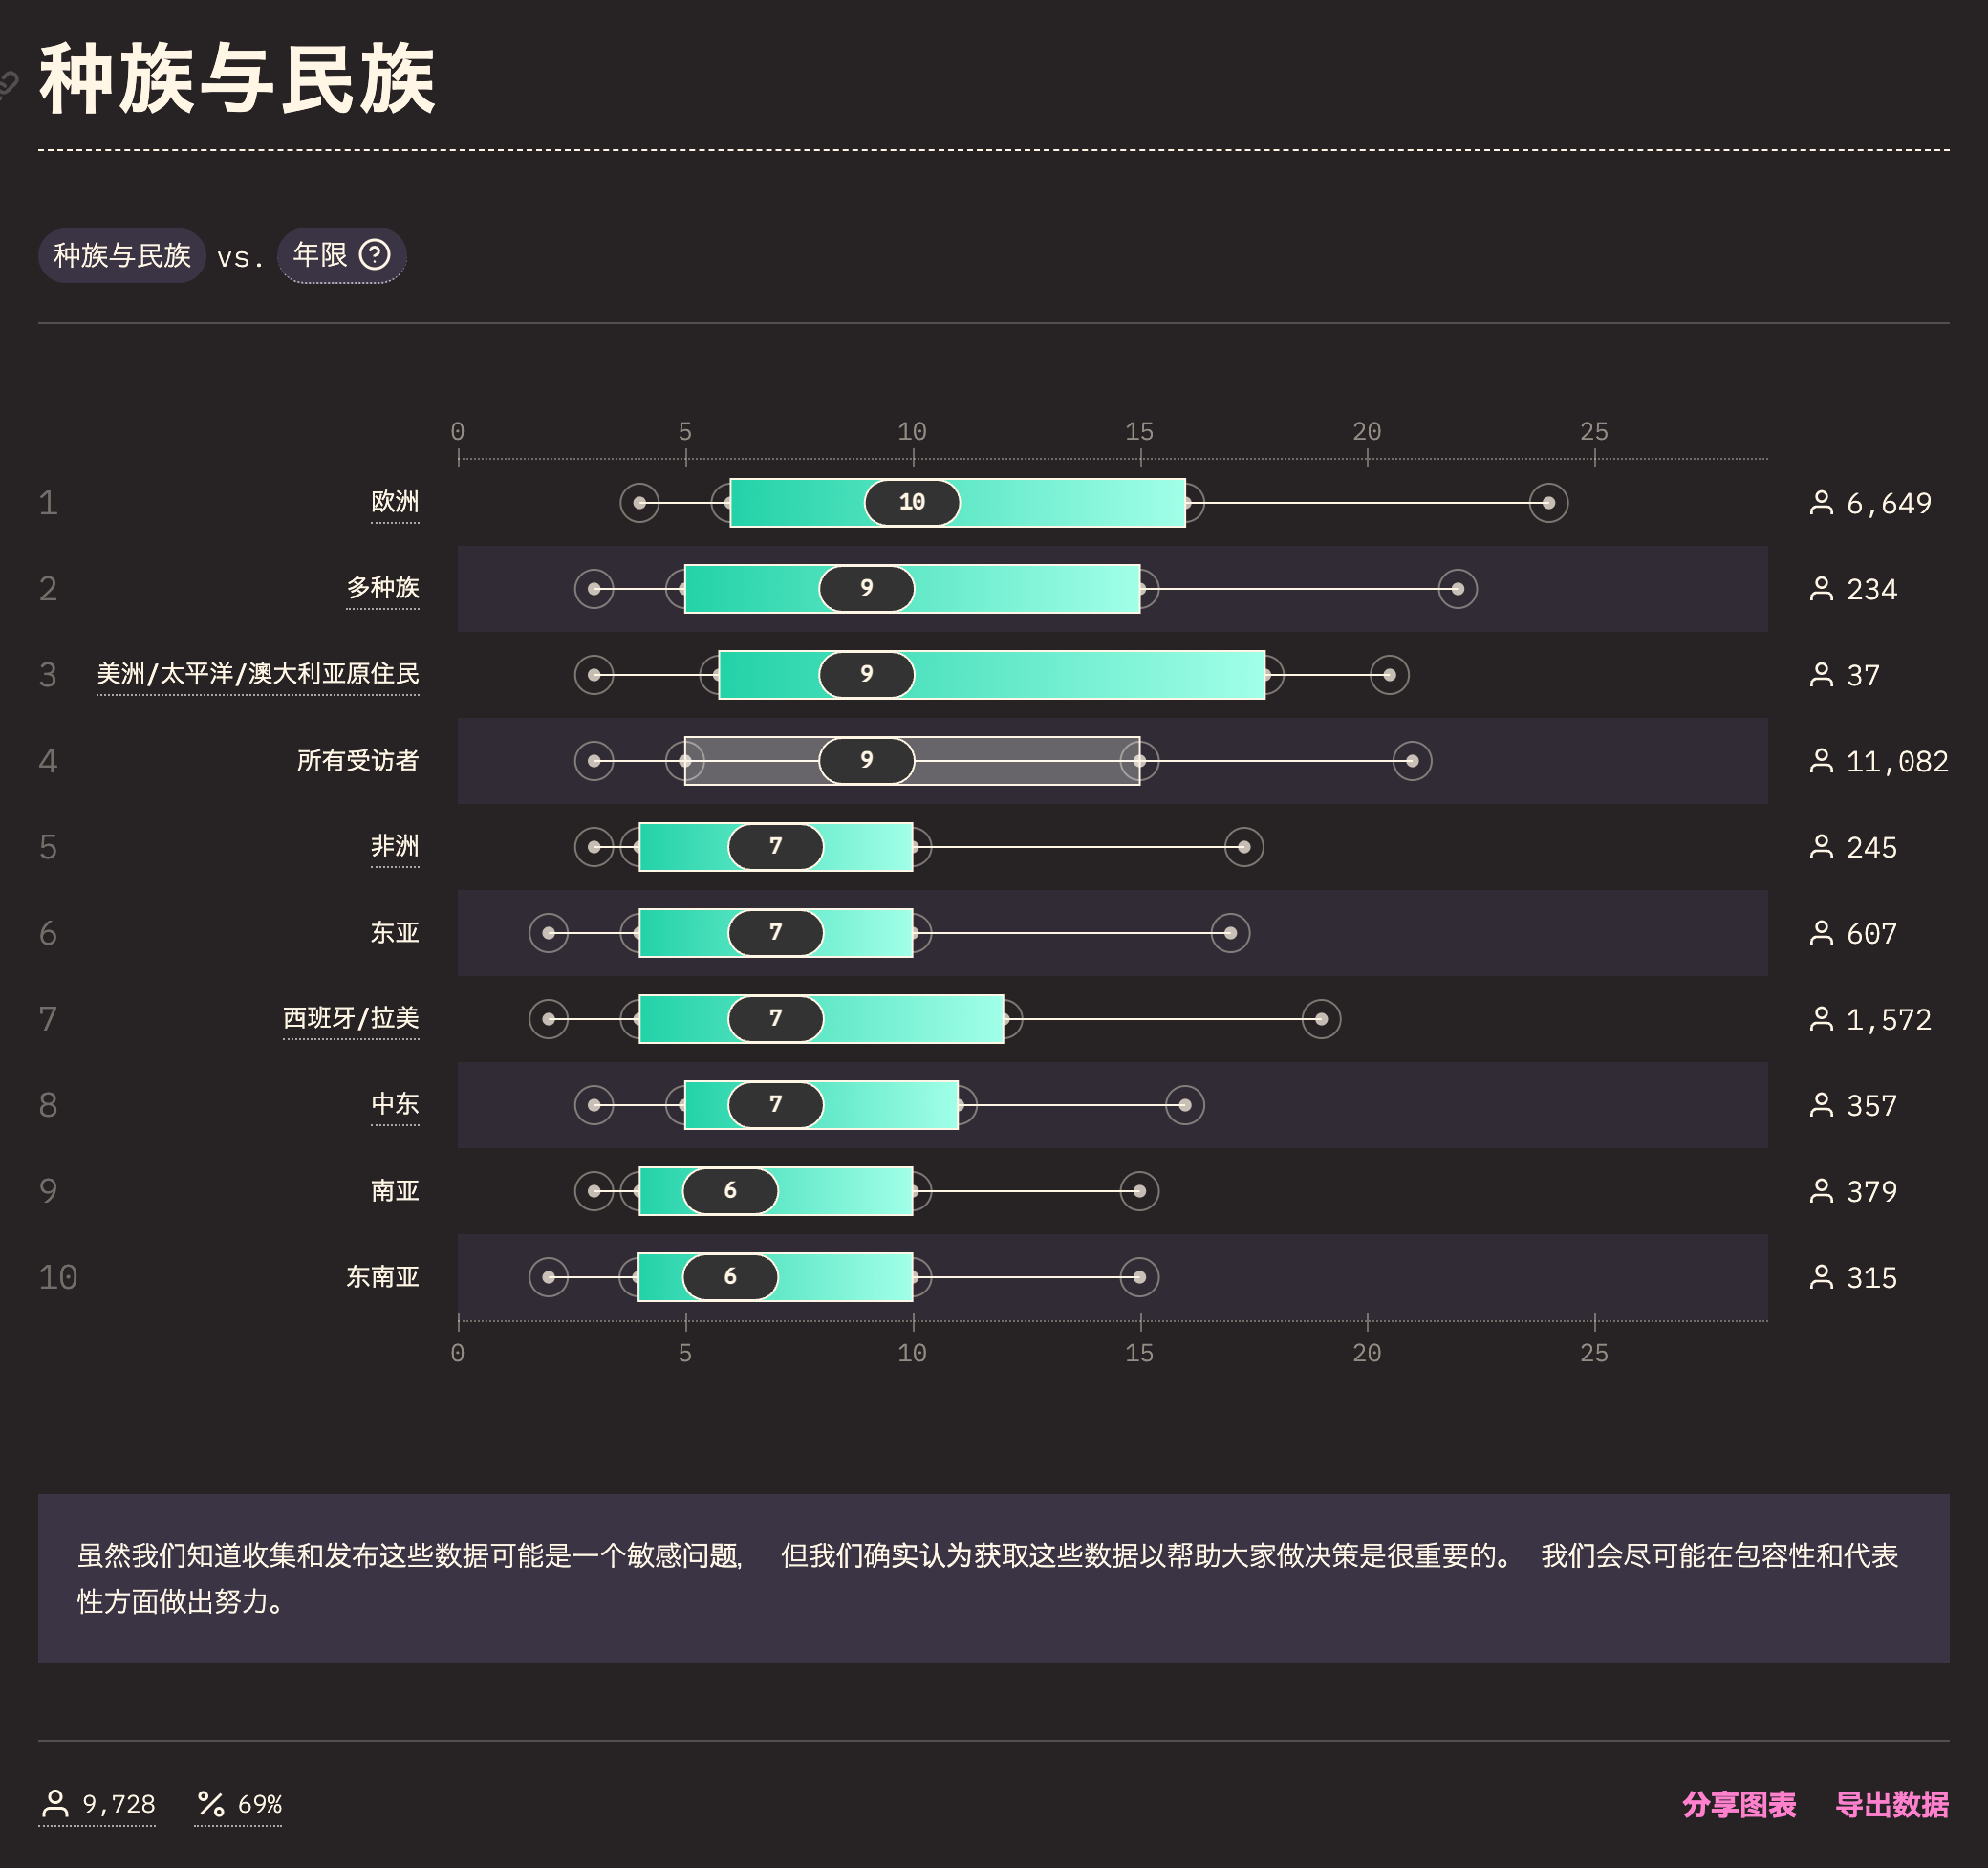 种族与民族
种族与民族 vs. 年限 ?
0 5 10 15 20 25
1 欧洲 10 6,649
2 多种族 9 234
3 美洲/太平洋/澳大利亚原住民 9 37
4 所有受访者 9 11,082
5 非洲 7 245
6 东亚 7 607
7 西班牙/拉美 7 1,572
8 中东 7 357
9 南亚 6 379
10 东南亚 6 315
0 5 10 15 20 25
虽然我们知道收集和发布这些数据可能是一个敏感问题, 但我们确实认为获取这些数据以帮助大家做决策是很重要的。 我们会尽可能在包容性和代表
性方面做出努力。
9,728 % 69% 分享图表 导出数据